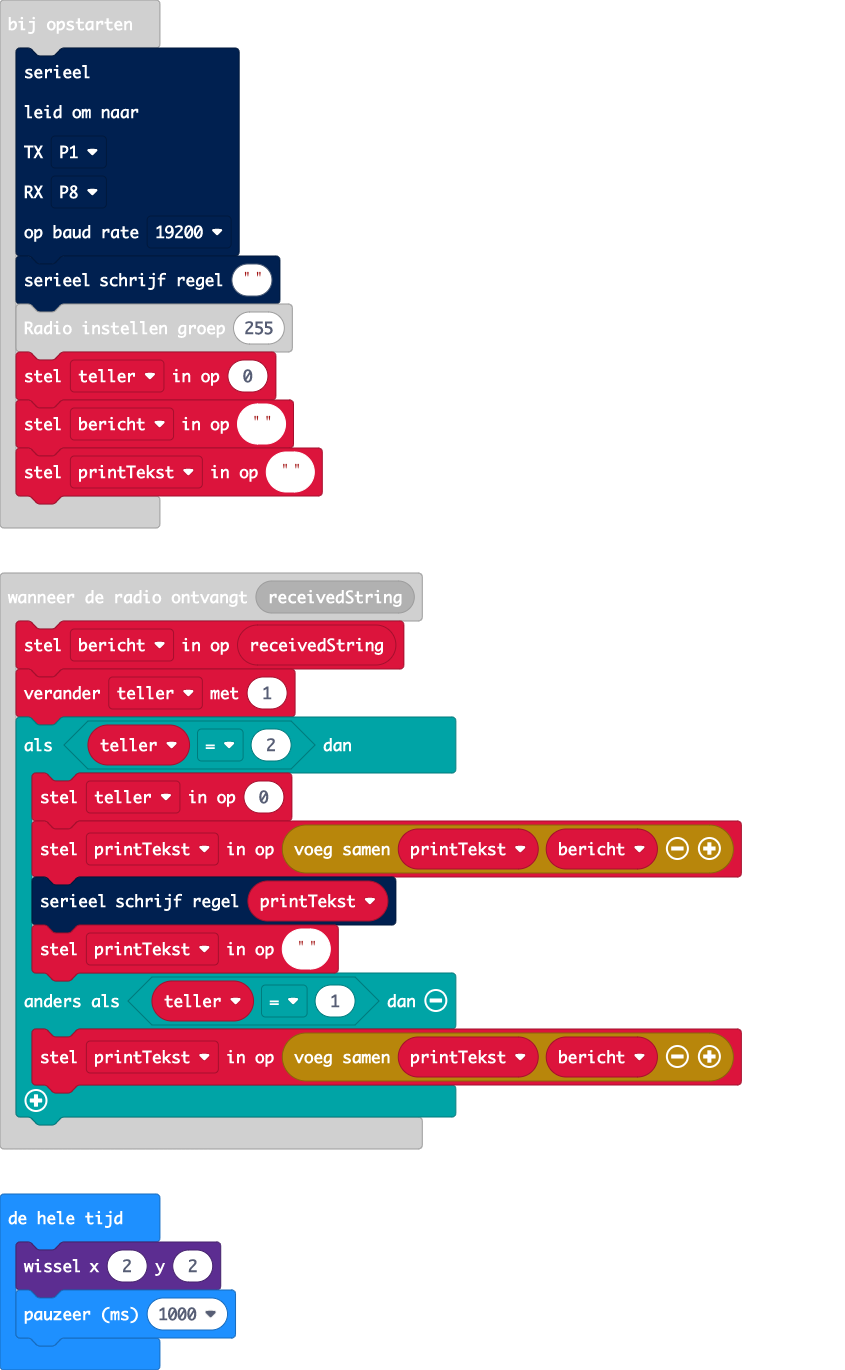 bij opstarten
serieel
leid om naar
TX P1
RX P8
op baud rate 19200
serieel schrijf regel " "
Radio instellen groep 255
stel teller in op 0
stel bericht in op " "
stel printTekst in op " "
wanneer de radio ontvangt receivedString
stel bericht in op receivedString
verander teller met 1
als teller = 2 dan
stel teller in op 0
stel printTekst in op voeg samen printTekst bericht
serieel schrijf regel printTekst
stel printTekst in op " "
anders als teller = 1 dan
stel printTekst in op voeg samen printTekst bericht
de hele tijd
wissel x 2 y 2
pauzeer (ms) 1000